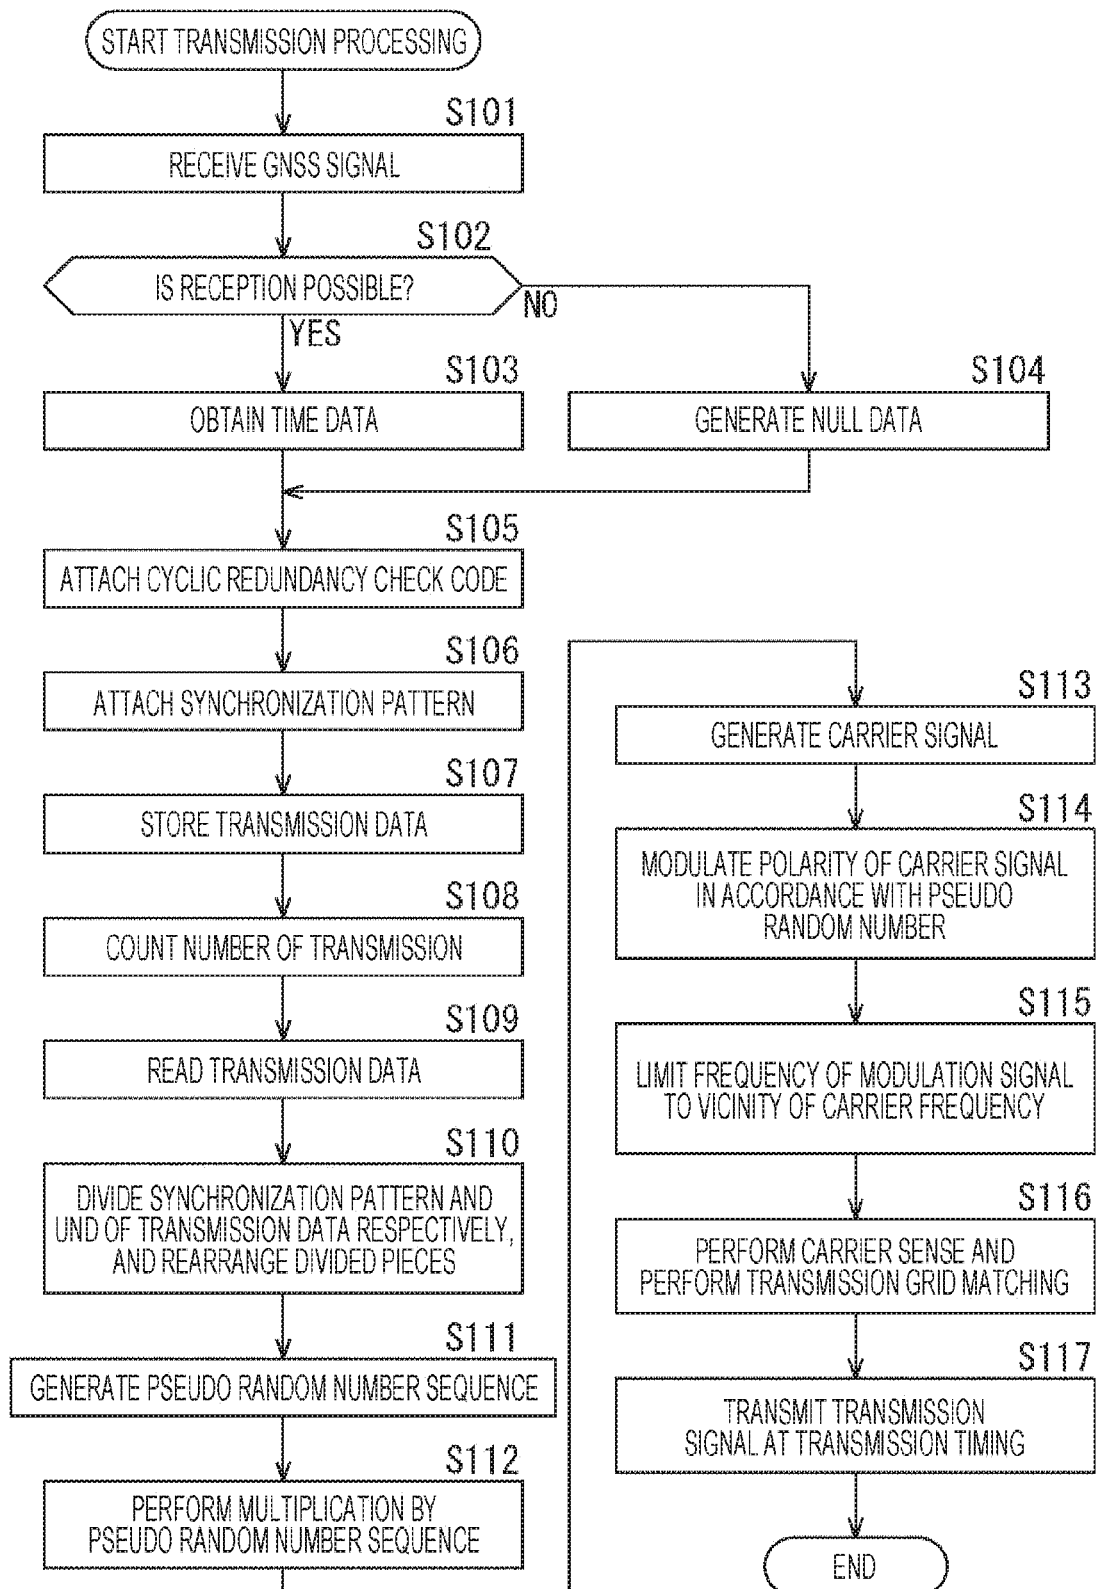 START TRANSMISSION PROCESSING
S101
RECEIVE GNSS SIGNAL
S102
IS RECEPTION POSSIBLE?
NO
YES
S103
OBTAIN TIME DATA
S104
GENERATE NULL DATA
S105
ATTACH CYCLIC REDUNDANCY CHECK CODE
S106
ATTACH SYNCHRONIZATION PATTERN
S107
STORE TRANSMISSION DATA
S108
COUNT NUMBER OF TRANSMISSION
S109
READ TRANSMISSION DATA
S110
DIVIDE SYNCHRONIZATION PATTERN AND
UND OF TRANSMISSION DATA RESPECTIVELY,
AND REARRANGE DIVIDED PIECES
S111
GENERATE PSEUDO RANDOM NUMBER SEQUENCE
S112
PERFORM MULTIPLICATION BY
PSEUDO RANDOM NUMBER SEQUENCE
S113
GENERATE CARRIER SIGNAL
S114
MODULATE POLARITY OF CARRIER SIGNAL
IN ACCORDANCE WITH PSEUDO
RANDOM NUMBER
S115
LIMIT FREQUENCY OF MODULATION SIGNAL
TO VICINITY OF CARRIER FREQUENCY
S116
PERFORM CARRIER SENSE AND
PERFORM TRANSMISSION GRID MATCHING
S117
TRANSMIT TRANSMISSION
SIGNAL AT TRANSMISSION TIMING
END